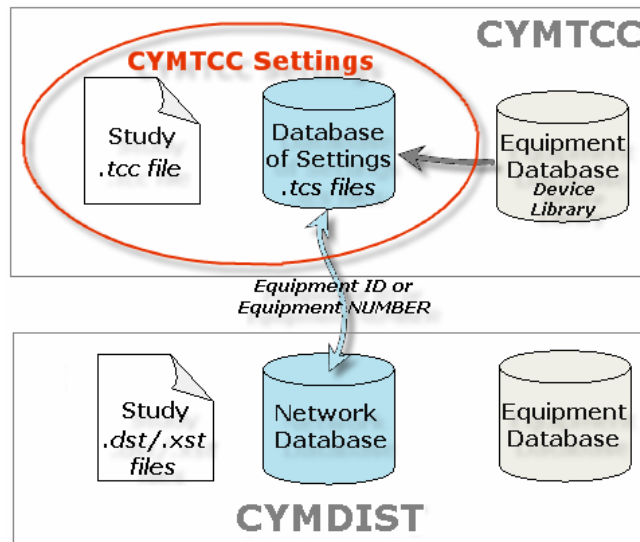 CYMTCC
CYMTCC Settings
Study
.tcc file
Database
of Settings
.tcs files
Equipment
Database
Device
Library
Equipment ID or
Equipment NUMBER
Study
.dst/.xst
files
Network
Database
Equipment
Database
CYMDIST